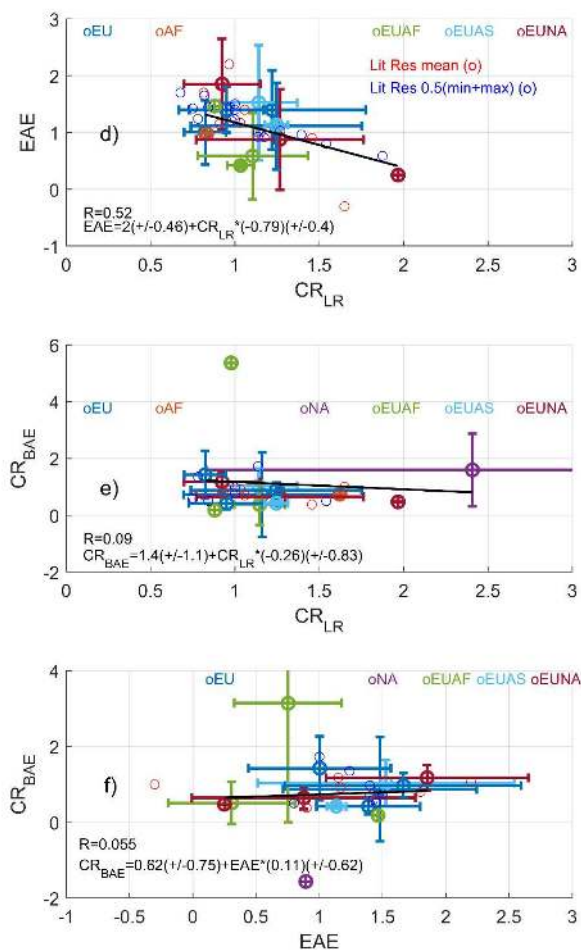 oEU oAF oEUAF oEUAS oEUNA
Lit Res mean (o)
Lit Res 0.5(min+max) (o)
d)
R=0.52
EAE=2(+/-0.46)+CR_LR*(-0.79)(+/-0.4)
EAE
3
2
1
0
-1
0 0.5 1 1.5 2 2.5 3
CR_LR
oEU oAF oNA oEUAF oEUAS oEUNA
e)
R=0.09
CR_BAE=1.4(+/-1.1)+CR_LR*(-0.26)(+/-0.83)
CR_BAE
6
4
2
0
-2
0 0.5 1 1.5 2 2.5 3
CR_LR
oEU oNA oEUAF oEUAS oEUNA
f)
R=0.055
CR_BAE=0.62(+/-0.75)+EAE*(0.11)(+/-0.62)
CR_BAE
4
2
0
-2
-1 -0.5 0 0.5 1 1.5 2 2.5 3
EAE